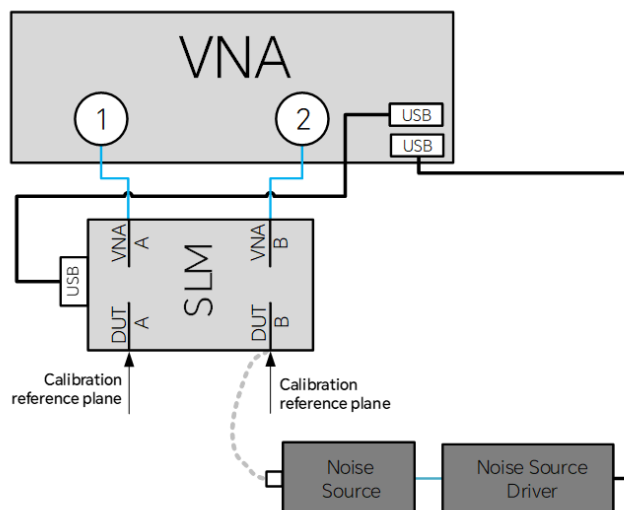 VNA
1
2
USB
USB
VNA
A
VNA
B
USB
SLM
DUT
A
DUT
B
Calibration
reference plane
Calibration
reference plane
Noise
Source
Noise Source
Driver